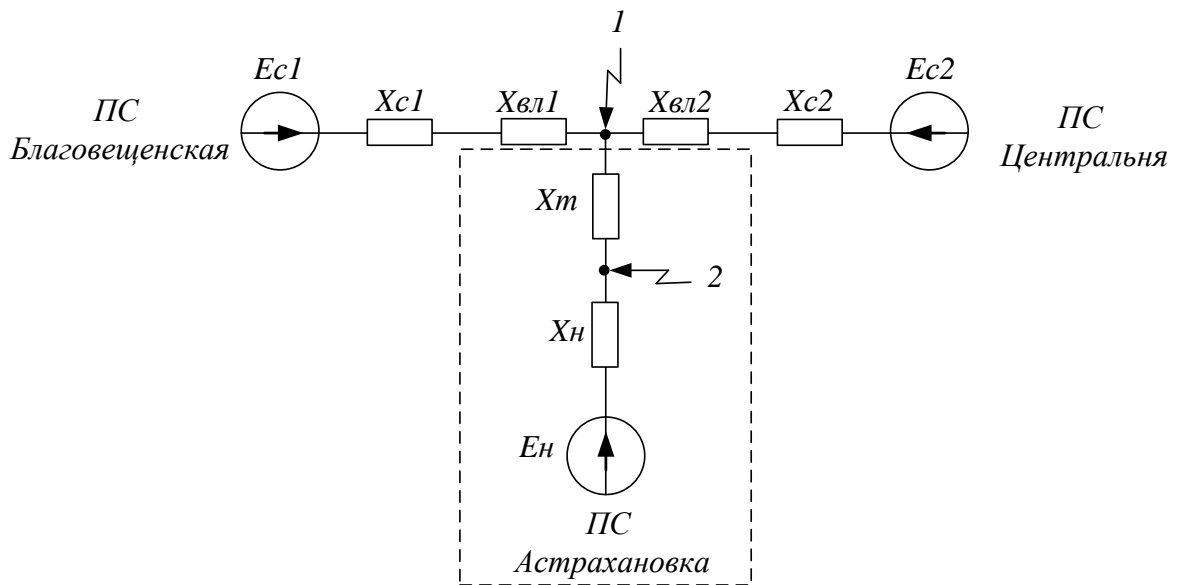 1
Ec1
Ec2
Xc1
Xвл1
Xвл2
Xc2
ПС
Благовещенская
ПС
Центральня
Xт
2
Xн
Eн
ПС
Астрахановка